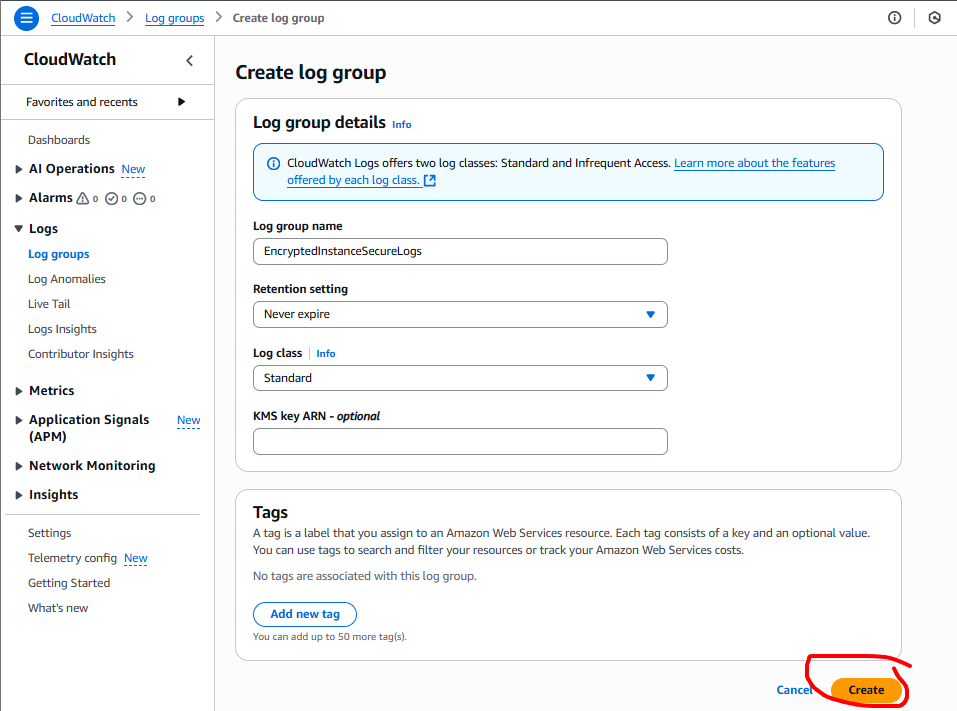 CloudWatch > Log groups > Create log group
CloudWatch
Favorites and recents
Dashboards
AI Operations New
Alarms 0 0 0
Logs
Log groups
Log Anomalies
Live Tail
Logs Insights
Contributor Insights
Metrics
Application Signals New
(APM)
Network Monitoring
Insights
Settings
Telemetry config New
Getting Started
What's new
Create log group
Log group details Info
CloudWatch Logs offers two log classes: Standard and Infrequent Access. Learn more about the features
offered by each log class.
Log group name
EncryptedInstanceSecureLogs
Retention setting
Never expire
Log class Info
Standard
KMS key ARN - optional
Tags
A tag is a label that you assign to an Amazon Web Services resource. Each tag consists of a key and an optional value.
You can use tags to search and filter your resources or track your Amazon Web Services costs.
No tags are associated with this log group.
Add new tag
You can add up to 50 more tag(s).
Cancel Create